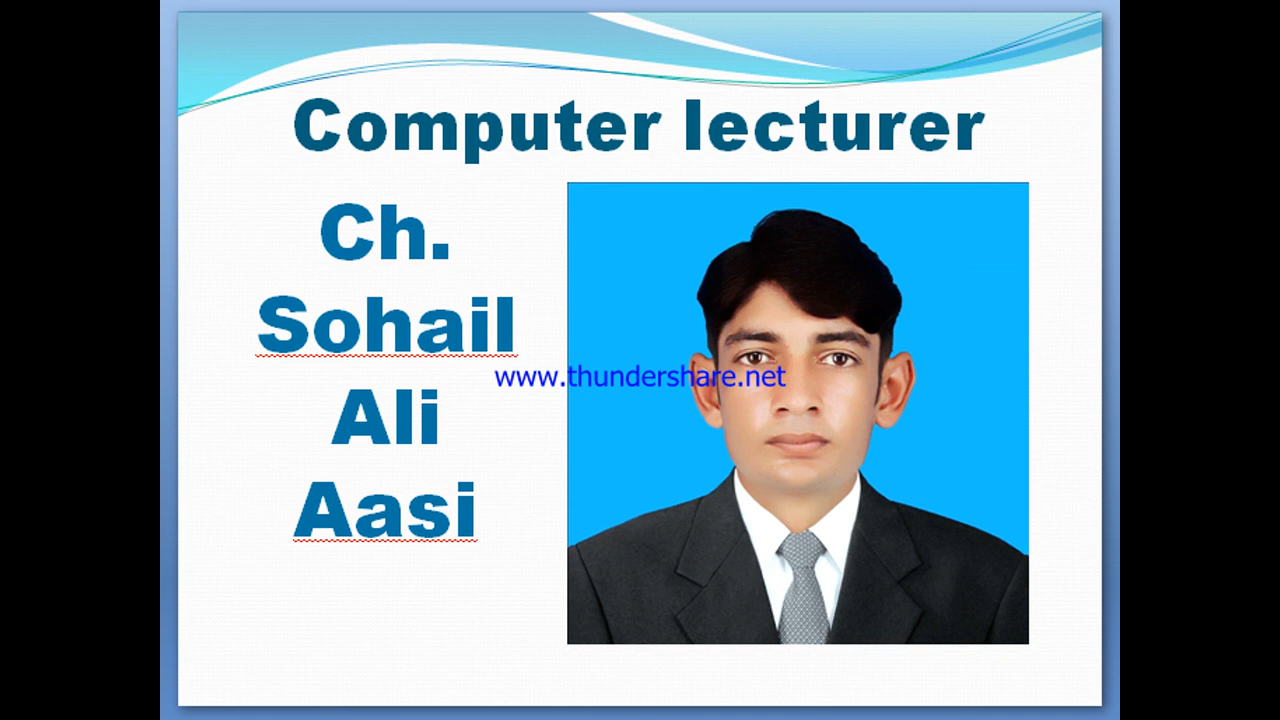 Computer lecturer
Ch.
Sohail
www.thundershare.net
Ali
Aasi